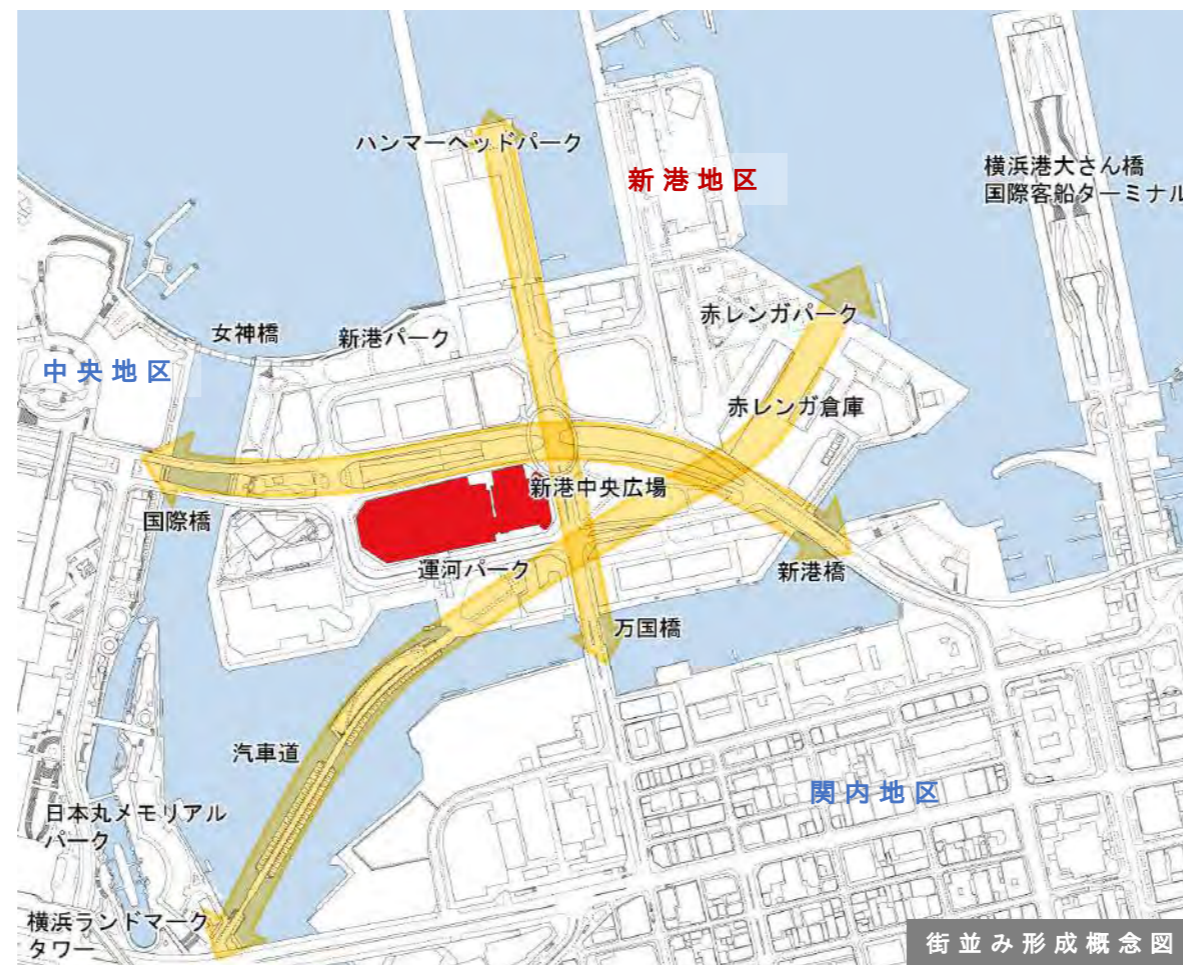 ハンマーヘッドパーク
新港地区
横浜港大さん橋
国際客船ターミナル
女神橋
新港パーク
赤レンガパーク
中央地区
赤レンガ倉庫
新港中央広場
国際橋
運河パーク
新港橋
万国橋
汽車道
関内地区
日本丸メモリアル
パーク
横浜ランドマーク
タワー
街並み形成概念図